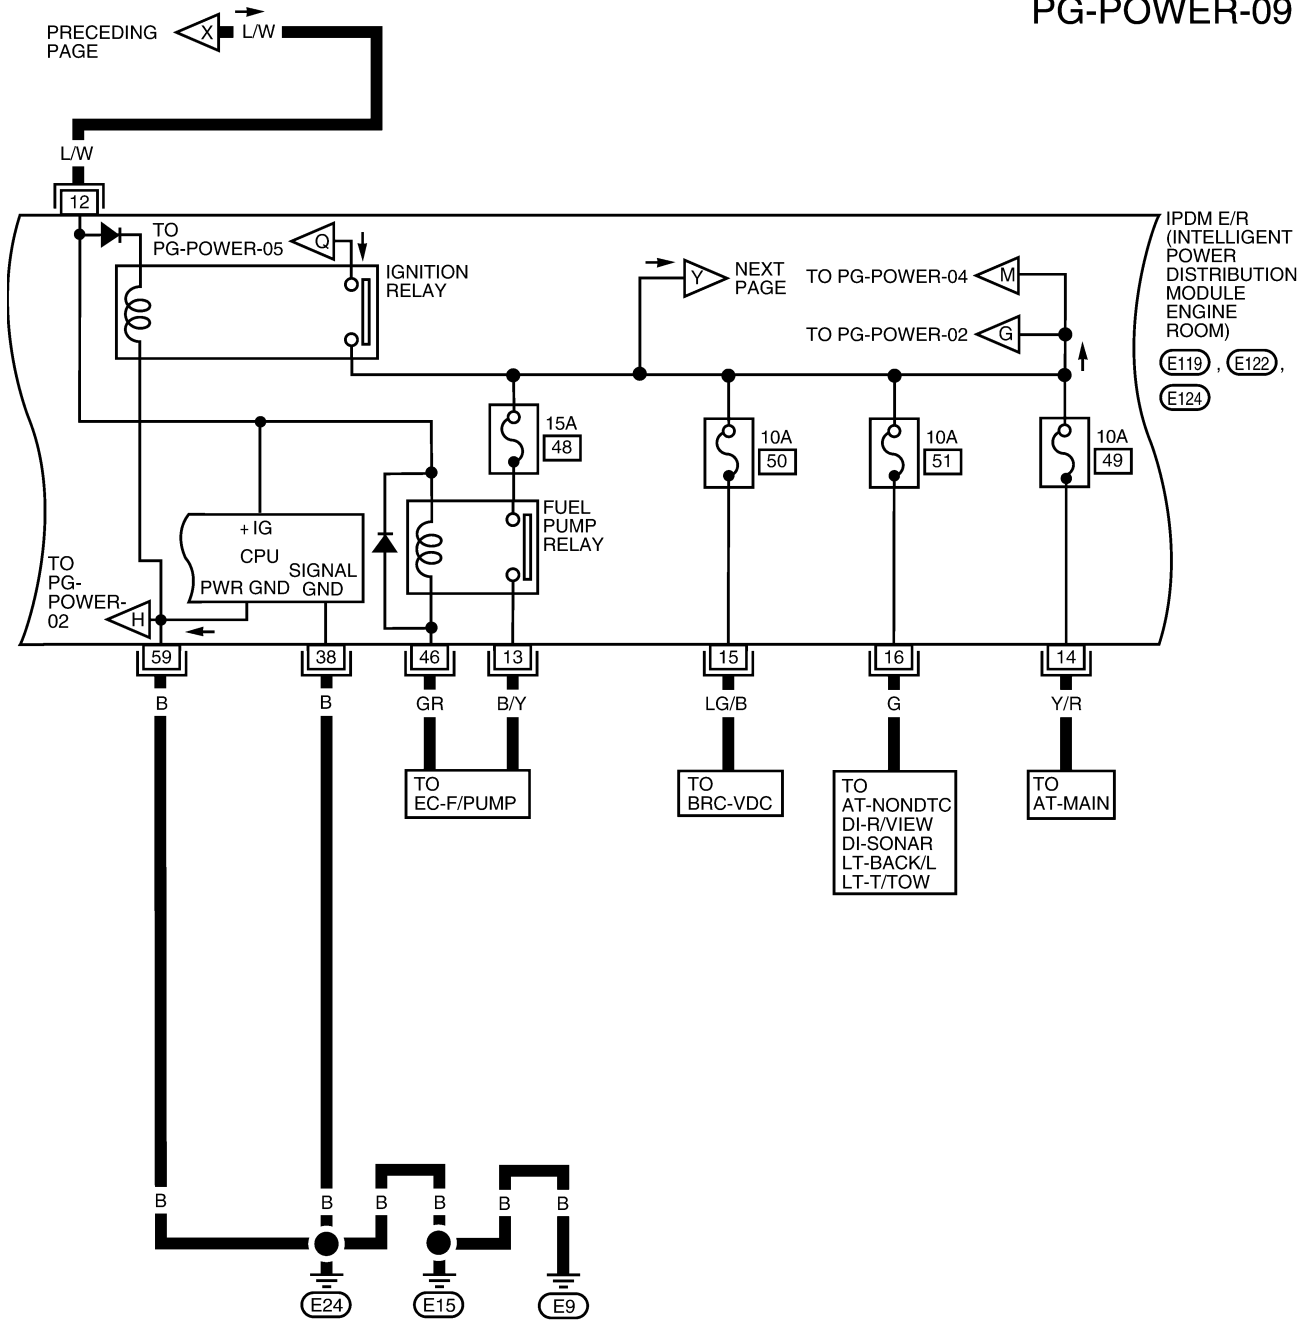 PG-POWER-09
PRECEDING
PAGE
X
L/W
L/W
12
TO
PG-POWER-05
Q
IGNITION
RELAY
Y
NEXT
PAGE
TO PG-POWER-04
M
TO PG-POWER-02
G
IPDM E/R
(INTELLIGENT
POWER
DISTRIBUTION
MODULE
ENGINE
ROOM)
E119 , E122 ,
E124
15A
48
10A
50
10A
51
10A
49
FUEL
PUMP
RELAY
+ IG
CPU
PWR GND
SIGNAL
GND
TO
PG-
POWER-
02
H
59
38
46
13
15
16
14
B
B
GR
B/Y
LG/B
G
Y/R
TO
EC-F/PUMP
TO
BRC-VDC
TO
AT-NONDTC
DI-R/VIEW
DI-SONAR
LT-BACK/L
LT-T/TOW
TO
AT-MAIN
B
B
B
B
B
B
E24
E15
E9